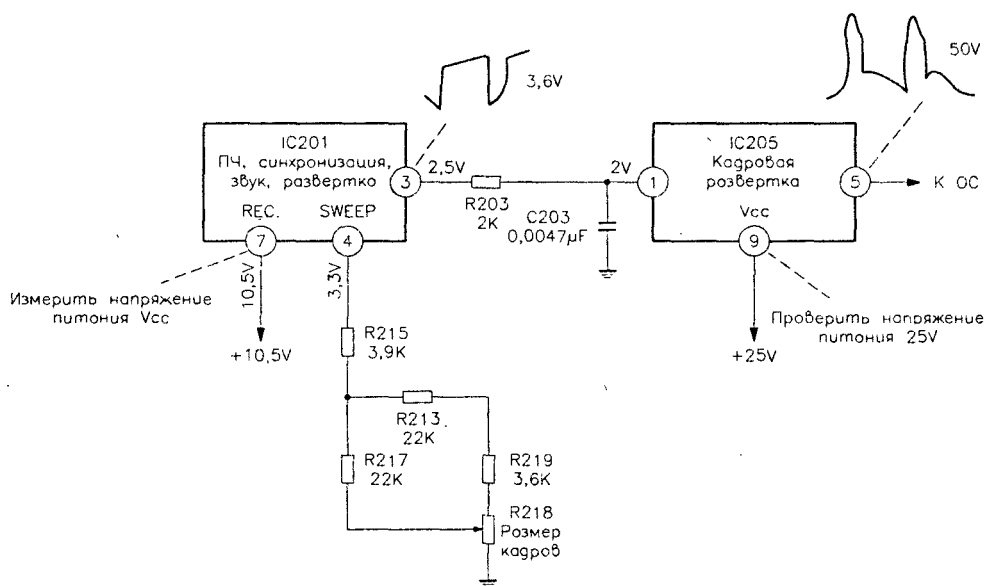 3,6V
50V
IC201
ПЧ, синхронизация,
звук, развертка
3
REC.
SWEEP
7
4
2,5V
R203
2K
C203
0,0047µF
2V
1
IC205
Кадровая
развертка
5
К ОС
Vcc
9
10,5V
3,3V
Измерить напряжение
питания Vcc
+10,5V
Проверить напряжение
питания 25V
+25V
R215
3,9K
R213
22K
R217
22K
R219
3,6K
R218
Размер
кадров